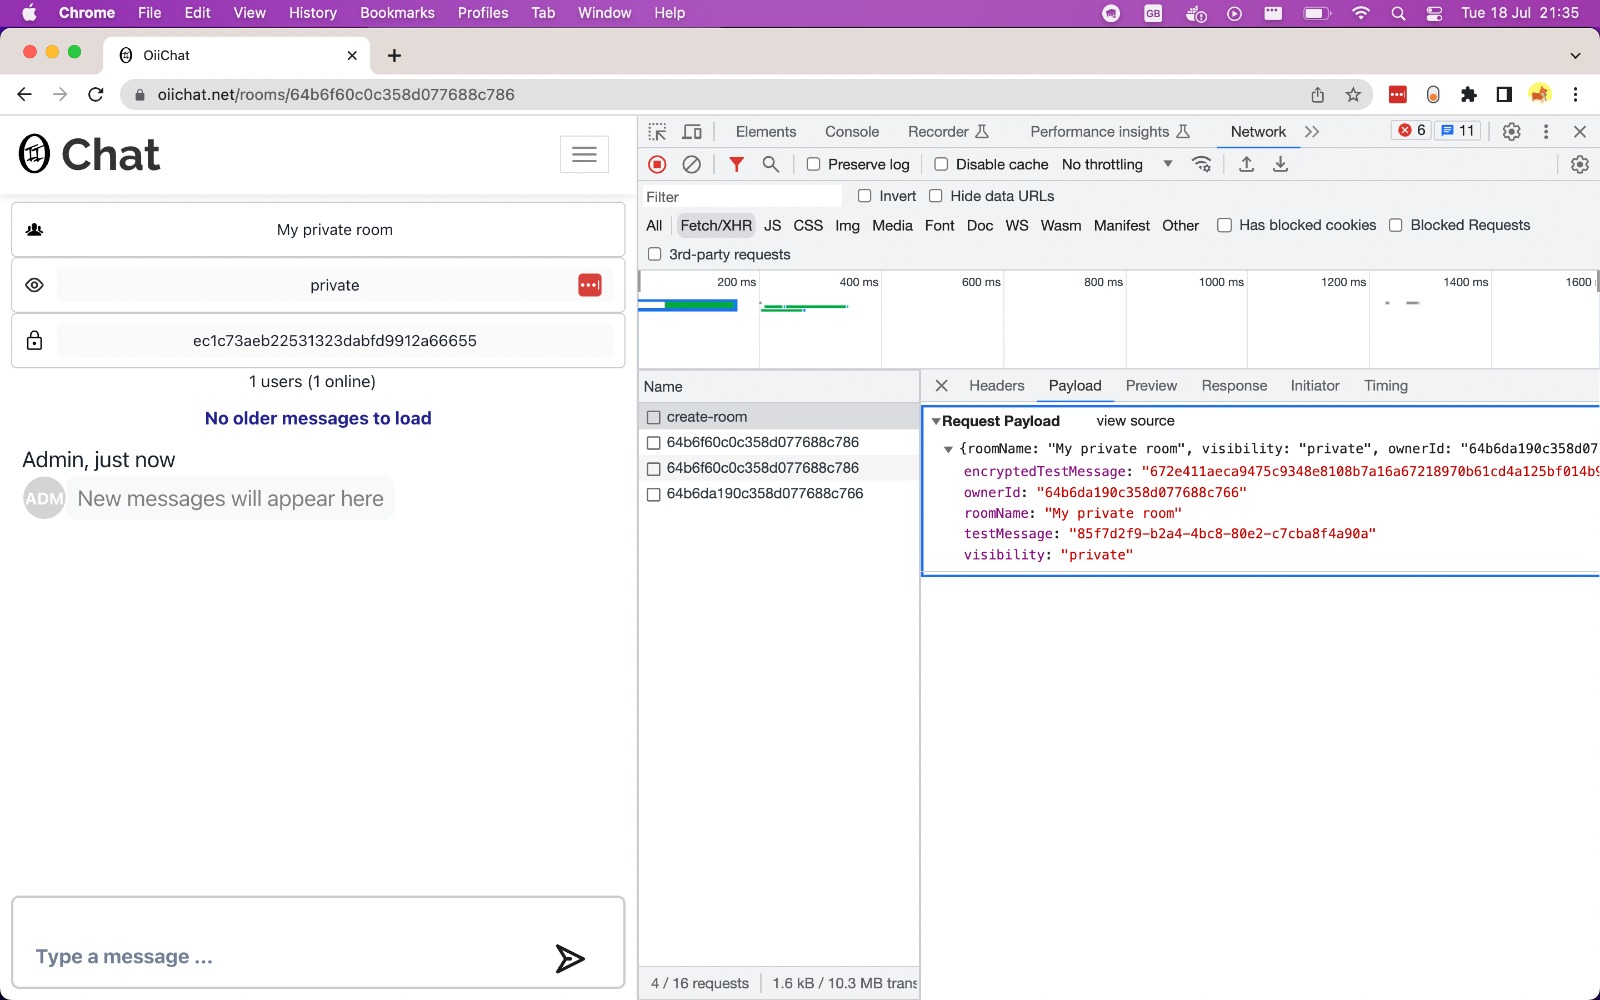 Chrome File Edit View History Bookmarks Profiles Tab Window Help GB Tue 18 Jul 21:35
OiiChat
oiichat.net/rooms/64b6f60c0c358d077688c786
Chat
My private room
private
ec1c73aeb22531323dabfd9912a66655
1 users (1 online)
No older messages to load
Admin, just now
ADM New messages will appear here
Type a message ...
Elements Console Recorder Performance insights Network 6 11
Preserve log Disable cache No throttling
Filter Invert Hide data URLs
All Fetch/XHR JS CSS Img Media Font Doc WS Wasm Manifest Other Has blocked cookies Blocked Requests
3rd-party requests
200 ms 400 ms 600 ms 800 ms 1000 ms 1200 ms 1400 ms 1600
Name
create-room
64b6f60c0c358d077688c786
64b6f60c0c358d077688c786
64b6da190c358d077688c766
4 / 16 requests 1.6 kB / 10.3 MB trans
Headers Payload Preview Response Initiator Timing
Request Payload view source
{roomName: "My private room", visibility: "private", ownerId: "64b6da190c358d07
encryptedTestMessage: "672e411aeca9475c9348e8108b7a16a67218970b61cd4a125bf014b9
ownerId: "64b6da190c358d077688c766"
roomName: "My private room"
testMessage: "85f7d2f9-b2a4-4bc8-80e2-c7cba8f4a90a"
visibility: "private"